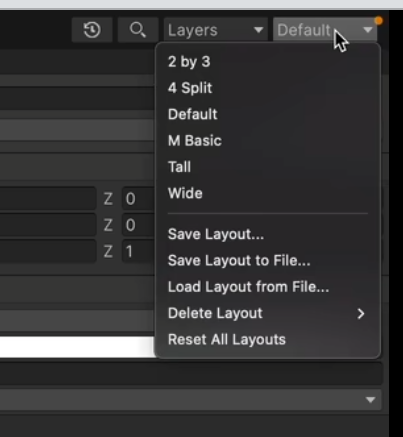 Layers
Default
2 by 3
4 Split
Default
M Basic
Tall
Wide
Z 0
Z 0
Z 1
Save Layout...
Save Layout to File...
Load Layout from File...
Delete Layout
Reset All Layouts